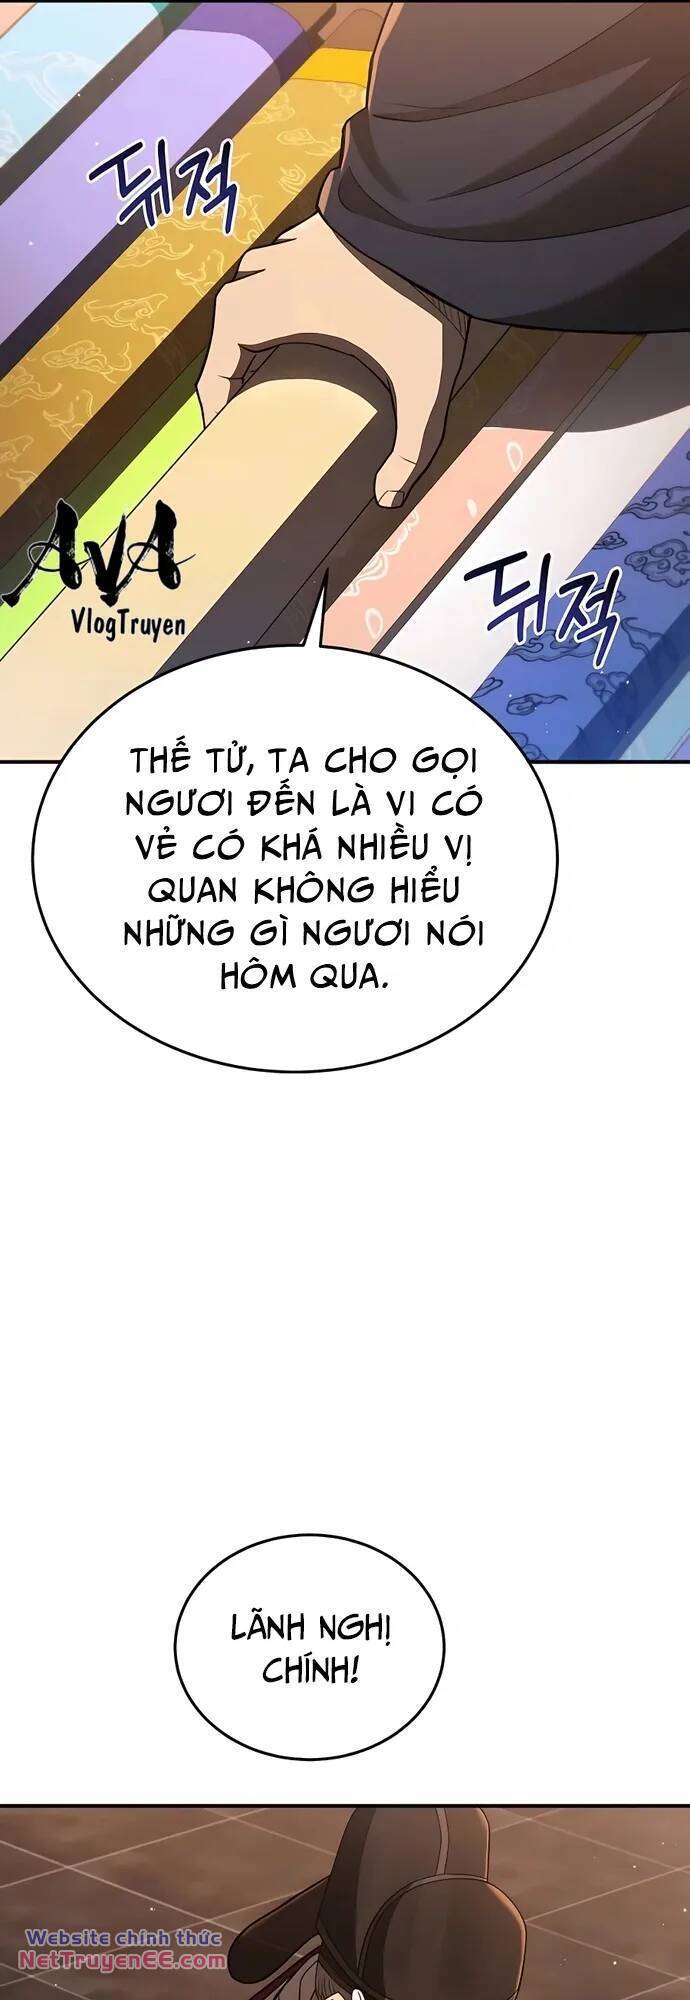 뒤적
AVA
VlogTruyen
뒤적
THẾ TỬ, TA CHO GỌI
NGƯƠI ĐẾN LÀ VI CÓ
VẺ CÓ KHÁ NHIỀU VỊ
QUAN KHÔNG HIỂU
NHỮNG GÌ NGƯƠI NÓI
HÔM QUA.
LÃNH NGHỊ
CHÍNH!
Website chính thức
NetTruyenEE.com